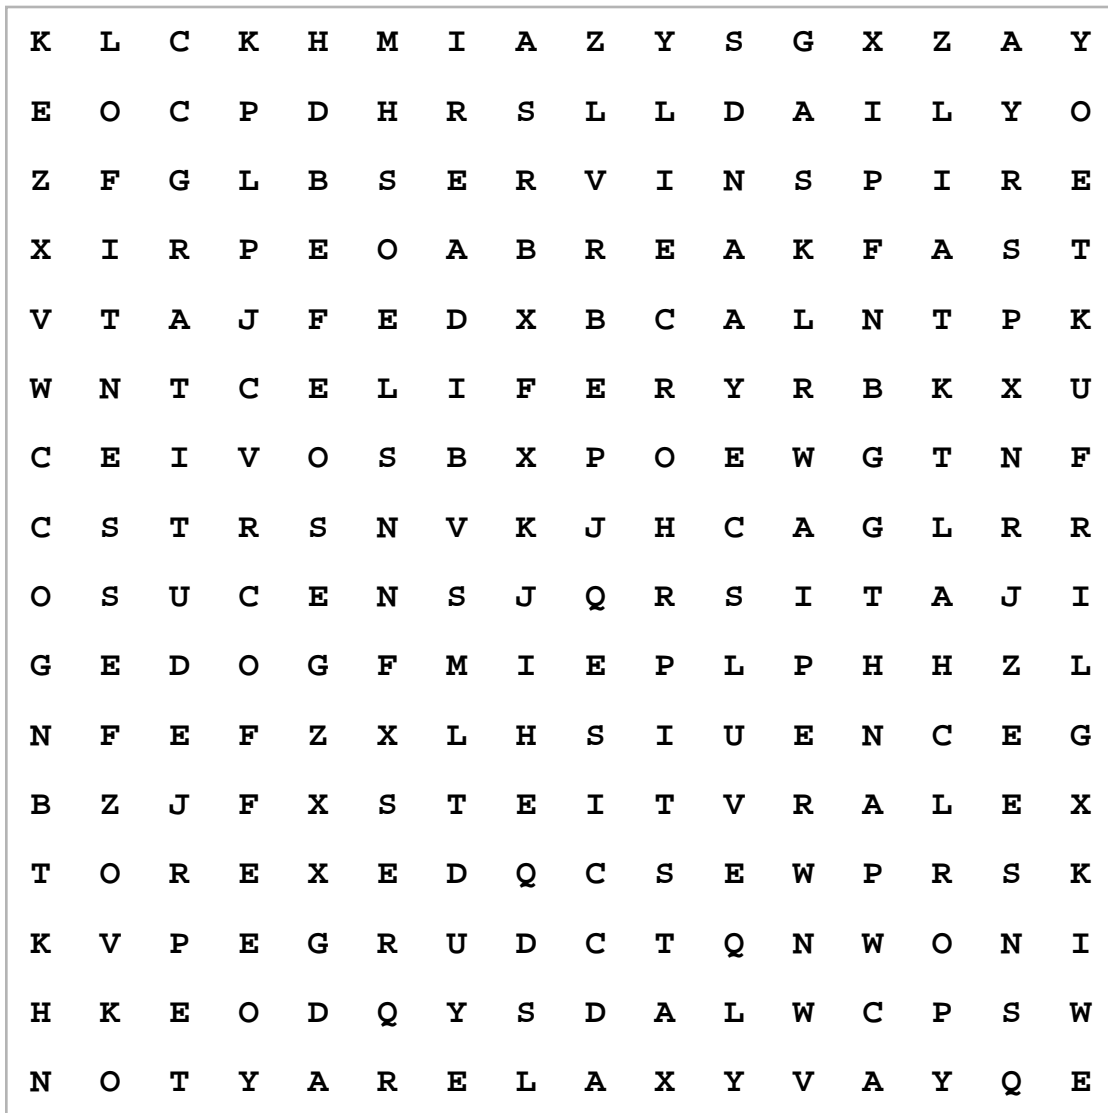 K L C K H M I A Z Y S G X Z A Y
E O C P D H R S L L D A I L Y O
Z F G L B S E R V I N S P I R E
X I R P E O A B R E A K F A S T
V T A J F E D X B C A L N T P K
W N T C E L I F E R Y R B K X U
C E I V O S B X P O E W G T N F
C S T R S N V K J H C A G L R R
O S U C E N S J Q R S I T A J I
G E D O G F M I E P L P H H Z L
N F E F Z X L H S I U E N C E G
B Z J F X S T E I T V R A L E X
T O R E X E D Q C S E W P R S K
K V P E G R U D C T Q N W O N I
H K E O D Q Y S D A L W C P S W
N O T Y A R E L A X Y V A Y Q E